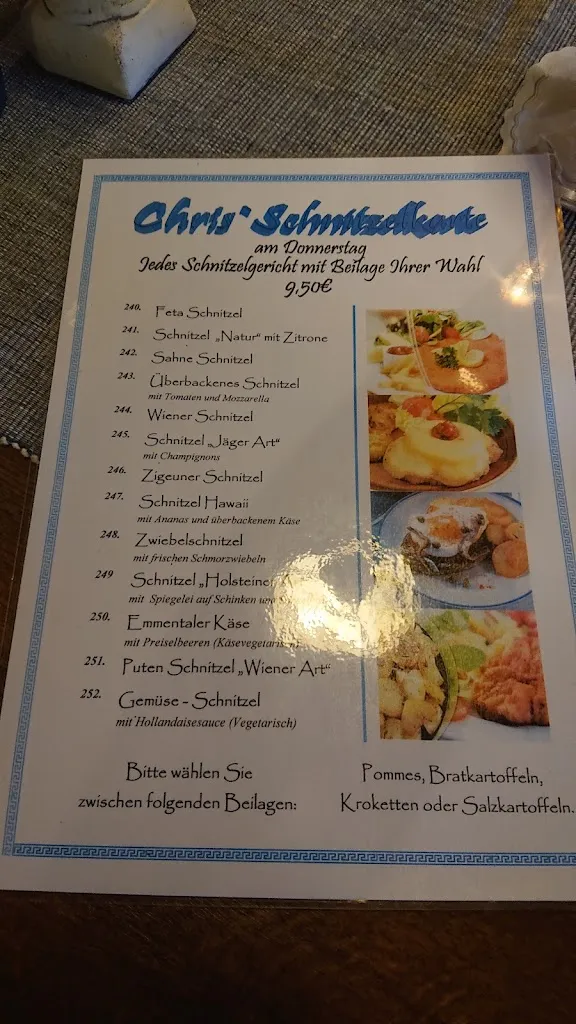 Chris' Schnitzelkarte
am Donnerstag
Jedes Schnitzelgericht mit Beilage Ihrer Wahl
9,50€
240. Feta Schnitzel
241. Schnitzel „Natur" mit Zitrone
242. Sahne Schnitzel
243. Überbackenes Schnitzel
mit Tomaten und Mozzarella
244. Wiener Schnitzel
245. Schnitzel „Jäger Art"
mit Champignons
246. Zigeuner Schnitzel
247. Schnitzel Hawaii
mit Ananas und überbackenem Käse
248. Zwiebelschnitzel
mit frischen Schmorzwiebeln
249 Schnitzel „Holsteiner
mit Spiegelei auf Schinken und
250. Emmentaler Käse
mit Preiselbeeren (Käsevegetarisch)
251. Puten Schnitzel „Wiener Art"
252. Gemüse - Schnitzel
mit Hollandaisesauce (Vegetarisch)
Bitte wählen Sie
zwischen folgenden Beilagen:
Pommes, Bratkartoffeln,
Kroketten oder Salzkartoffeln.